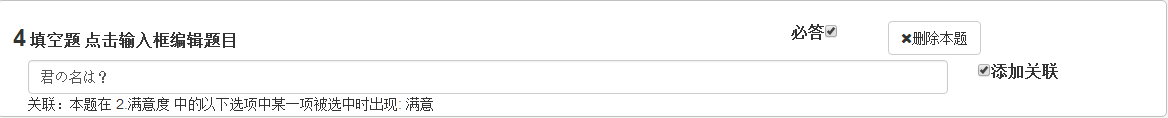 4 填空题 点击输入框编辑题目 必答 ✖删除本题
君の名は？ 添加关联
关联：本题在 2.满意度 中的以下选项中某一项被选中时出现: 满意